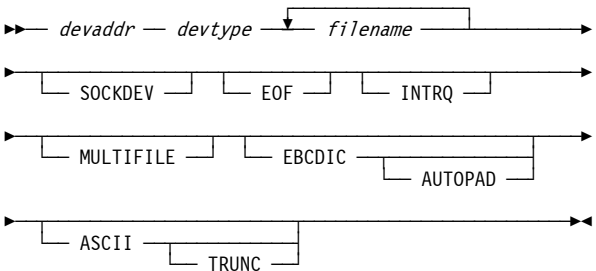 devaddr devtype filename
SOCKDEV EOF INTRQ
MULTIFILE EBCDIC
AUTOPAD
ASCII
TRUNC